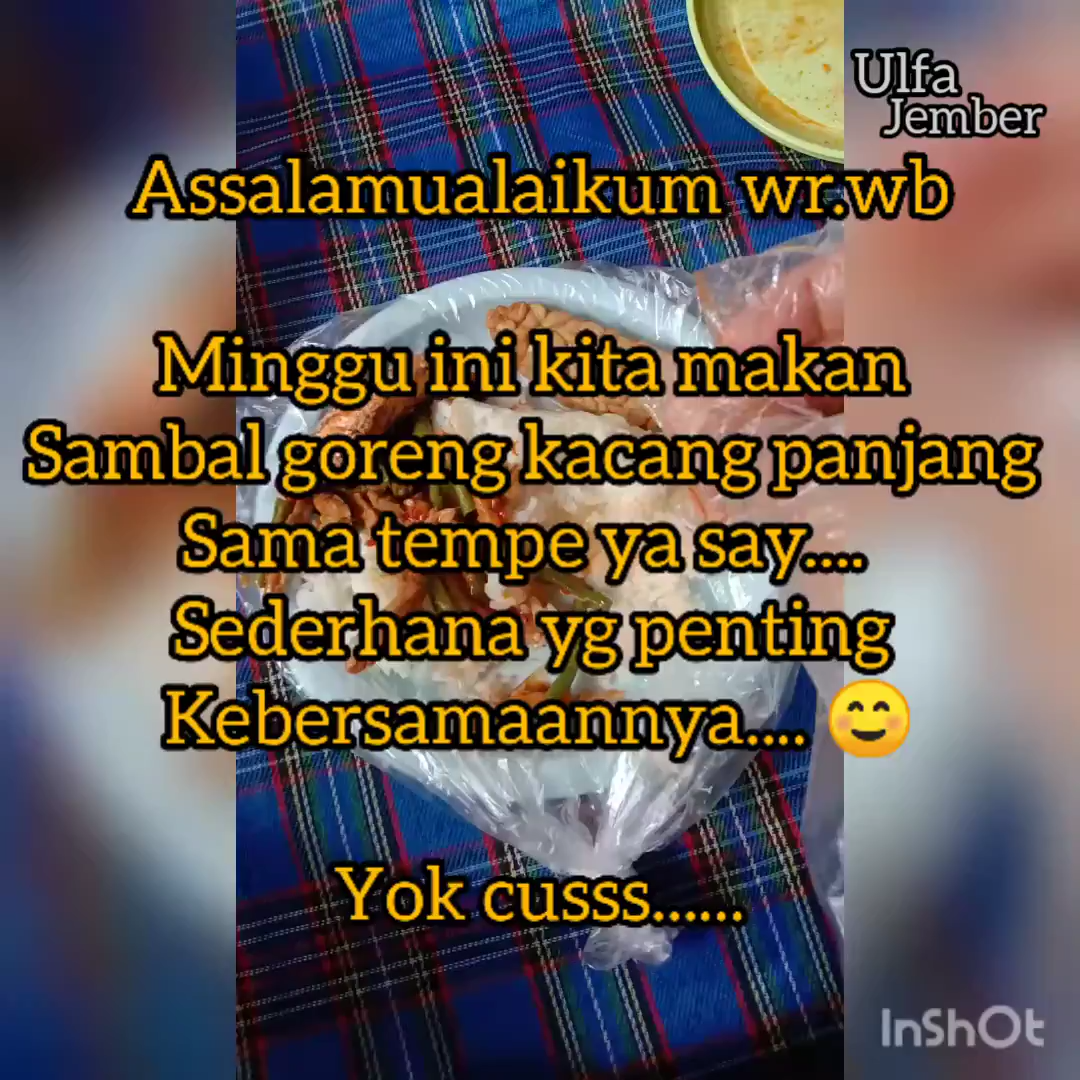 Ulfa
Jember
Assalamualaikum wr.wb
Minggu ini kita makan
Sambal goreng kacang panjang
Sama tempe ya say....
Sederhana yg penting
Kebersamaannya.... 😊
Yok cusss......
InShOt